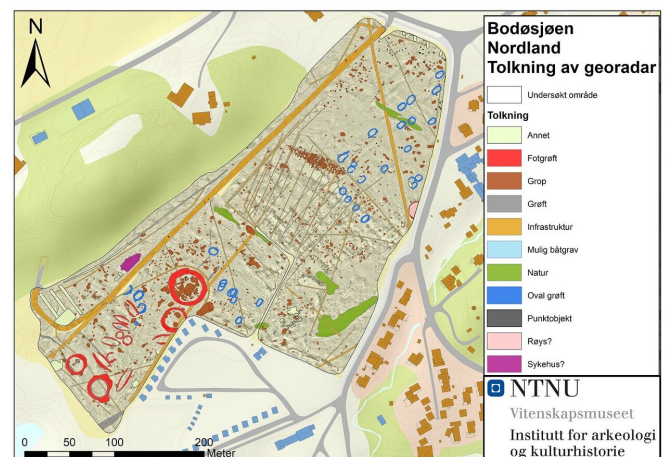 N
Bodøsjøen
Nordland
Tolkning av georadar
Undersøkt område
Tolkning
Annet
Fotgrøft
Grop
Grøft
Infrastruktur
Mulig båtgrav
Natur
Oval grøft
Punktobjekt
Røys?
Sykehus?
NTNU
Vitenskapsmuseet
Institutt for arkeologi
og kulturhistorie
0 50 100 200
Meter